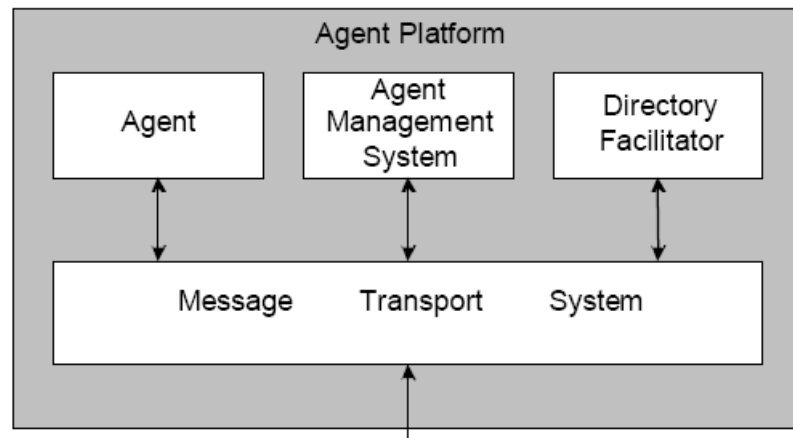 Agent Platform
Agent
Agent
Management
System
Directory
Facilitator
Message Transport System